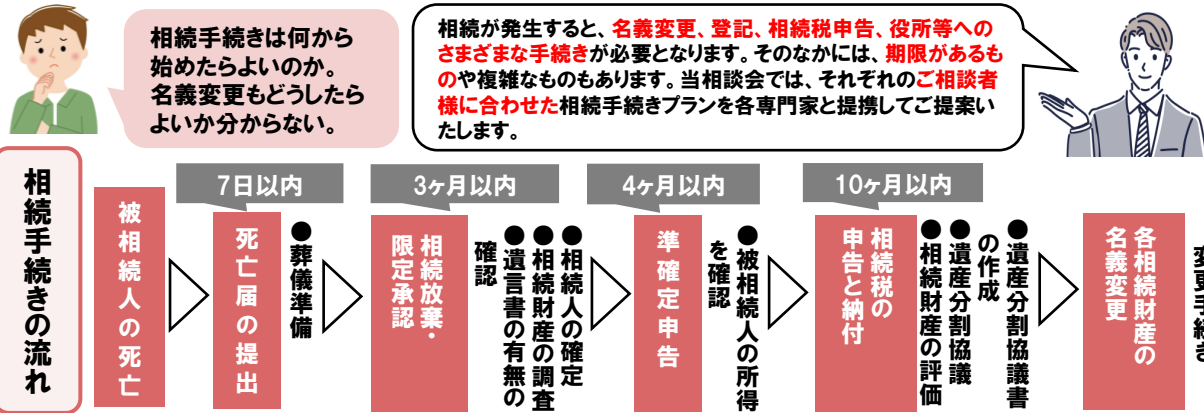 相続手続きは何から
始めたらよいのか。
名義変更もどうしたら
よいか分からない。
相続が発生すると、名義変更、登記、相続税申告、役所等への
さまざまな手続きが必要となります。そのなかには、期限があるも
のや複雑なものもあります。当相談会では、それぞれのご相談者
様に合わせた相続手続きプランを各専門家と提携してご提案い
たします。
相続手続きの流れ
被相続人の死亡
7日以内
死亡届の提出
●葬儀準備
3ヶ月以内
相続放棄・
限定承認
●相続人の確定
●相続財産の調査
●遺言書の有無の
確認
4ヶ月以内
準確定申告
●被相続人の所得
を確認
10ヶ月以内
相続税の
申告と納付
●遺産分割協議書
の作成
●遺産分割協議
●相続財産の評価
各相続財産の
名義変更
変更手続き